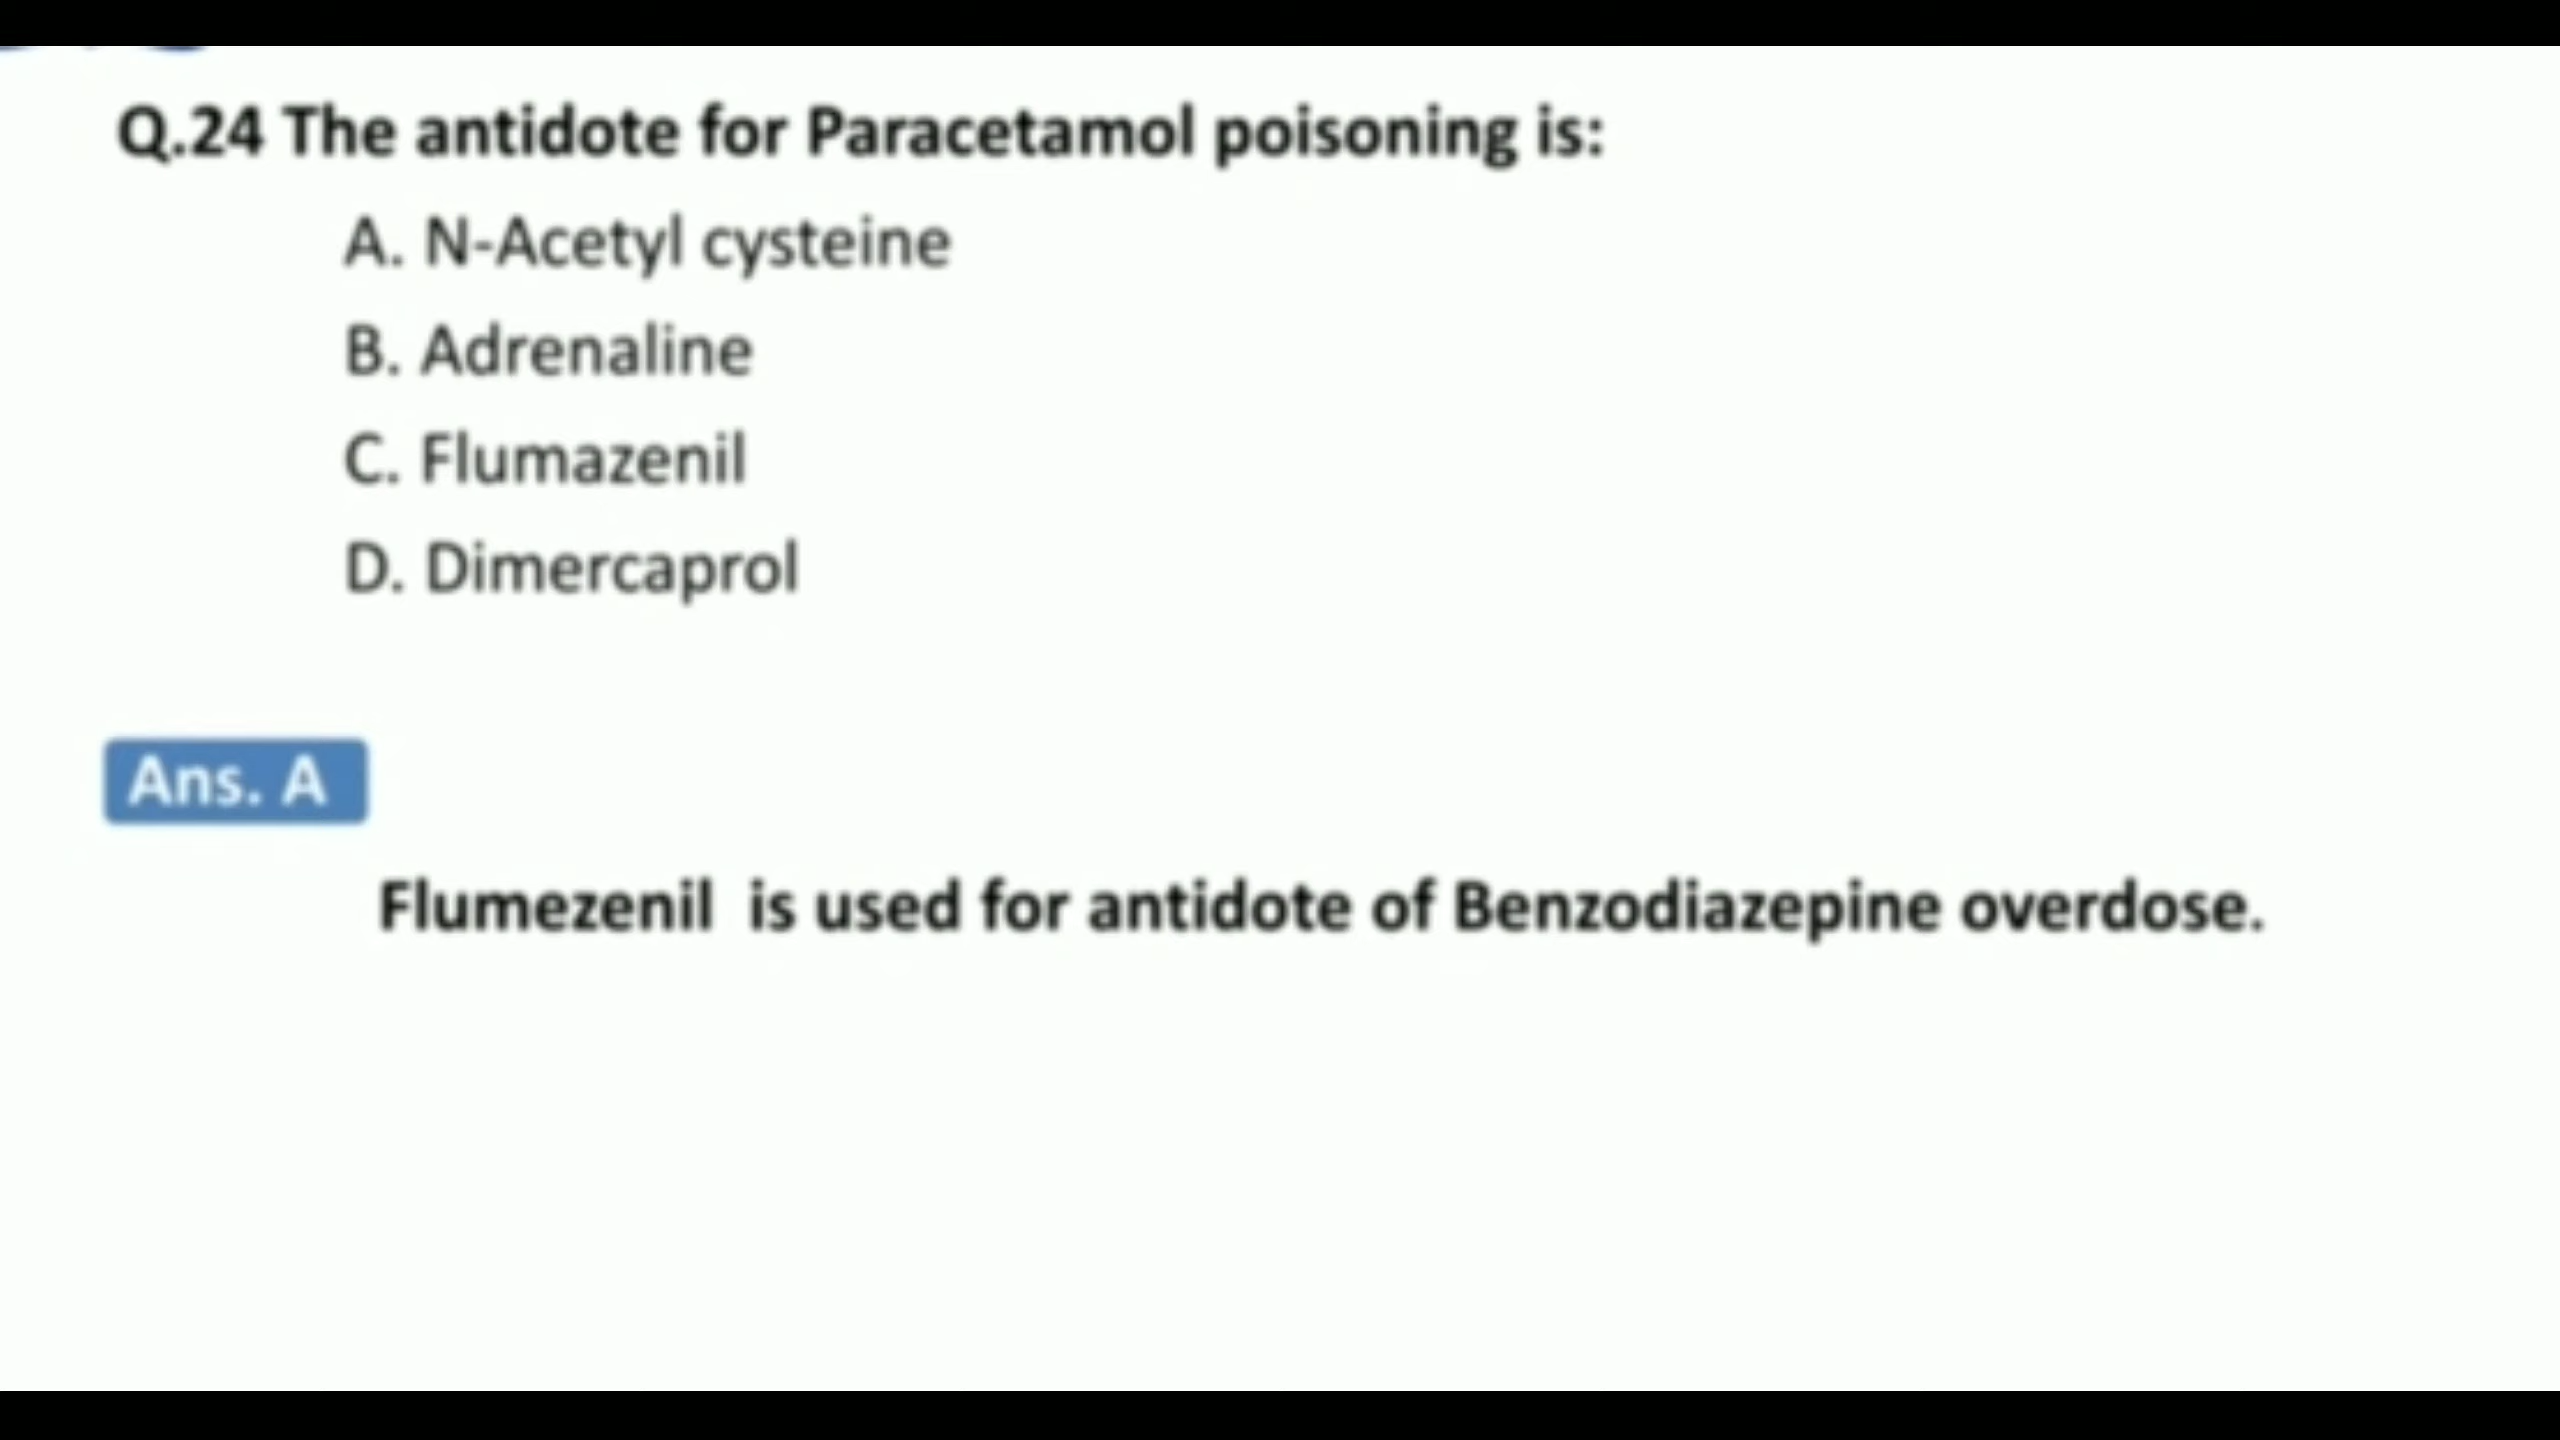 Q.24 The antidote for Paracetamol poisoning is:
A. N-Acetyl cysteine
B. Adrenaline
C. Flumazenil
D. Dimercaprol
Ans. A
Flumezenil is used for antidote of Benzodiazepine overdose.